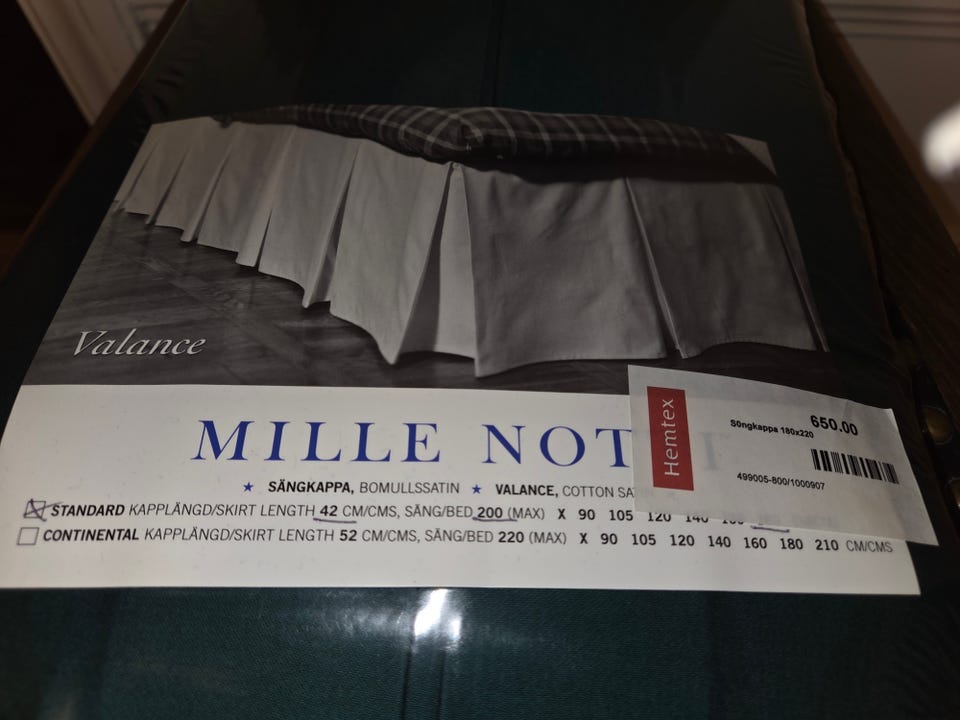 Valance
MILLE NOT
★ SÄNGKAPPA, BOMULLSSATIN ★ VALANCE, COTTON SA
STANDARD KAPPLÄNGD/SKIRT LENGTH 42 CM/CMS, SÄNG/BED 200 (MAX) X 90 105 120 140
CONTINENTAL KAPPLÄNGD/SKIRT LENGTH 52 CM/CMS, SÄNG/BED 220 (MAX) X 90 105 120 140 160 180 210 CM/CMS
Hemtex
650.00
S0ngkappa 180x220
499005-800/1000907